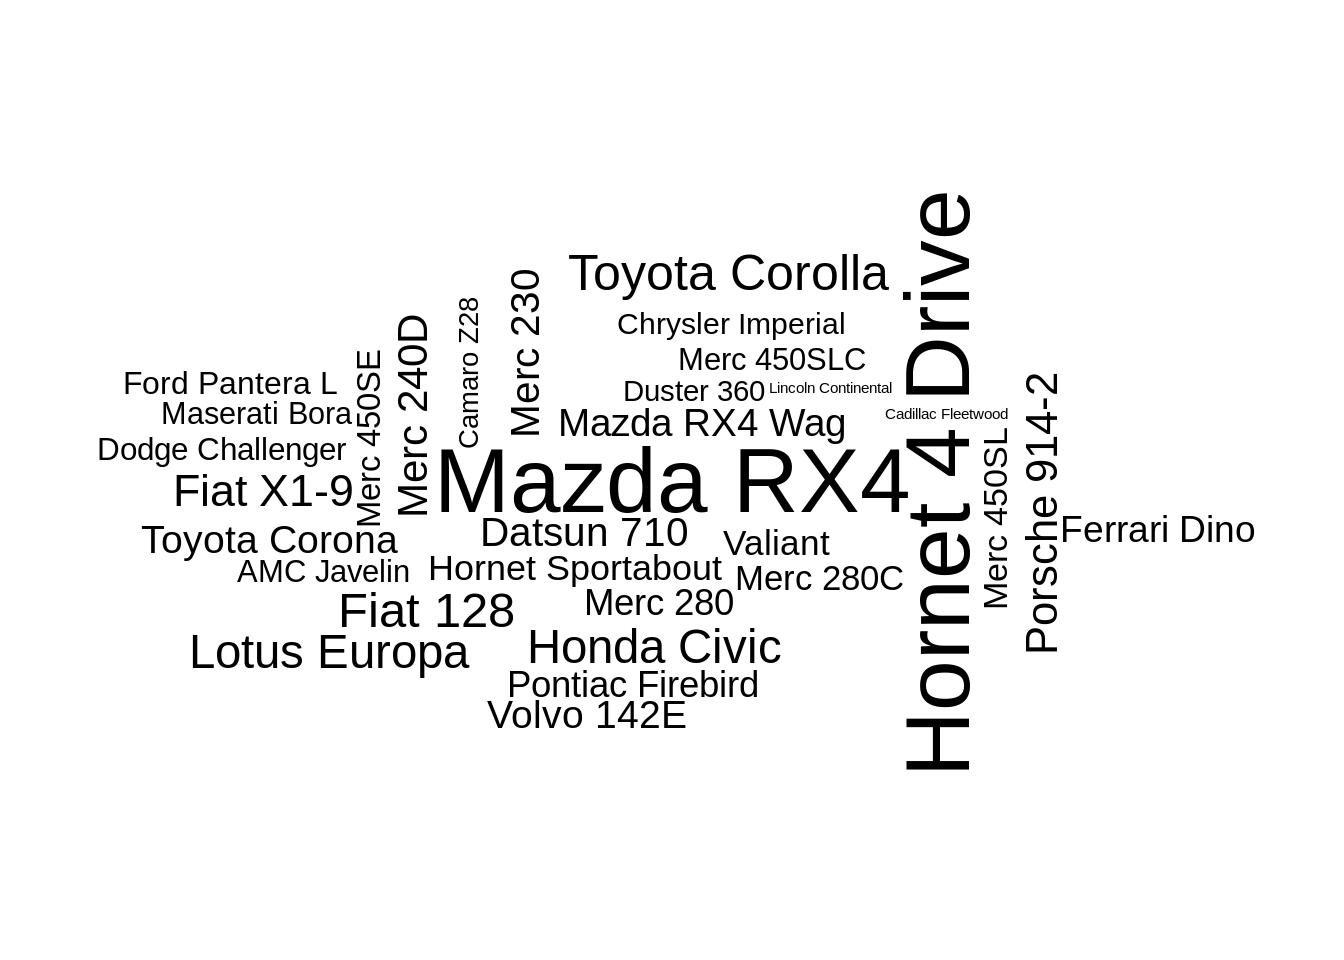 Hornet 4 Drive
Toyota Corolla
Merc 230
Camaro Z28
Chrysler Imperial
Merc 240D
Merc 450SE
Merc 450SLC
Ford Pantera L
Duster 360
Lincoln Continental
Porsche 914-2
Maserati Bora
Cadillac Fleetwood
Mazda RX4 Wag
Merc 450SL
Dodge Challenger
Mazda RX4
Fiat X1-9
Ferrari Dino
Toyota Corona
Datsun 710
Valiant
AMC Javelin
Hornet Sportabout
Merc 280C
Merc 280
Fiat 128
Lotus Europa
Honda Civic
Pontiac Firebird
Volvo 142E